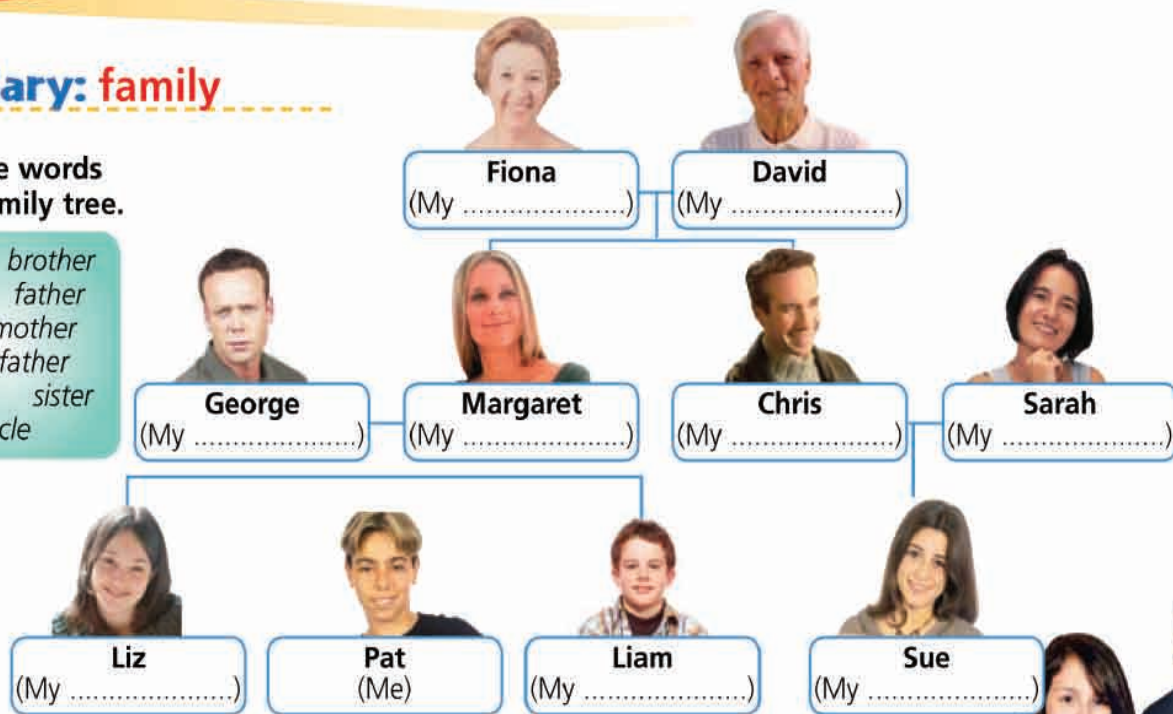 ary: family
e words
mily tree.
brother
father
mother
father
sister
cle
Fiona
(My .....................)
David
(My .....................)
George
(My .....................)
Margaret
(My .....................)
Chris
(My .....................)
Sarah
(My .....................)
Liz
(My .....................)
Pat
(Me)
Liam
(My .....................)
Sue
(My .....................)